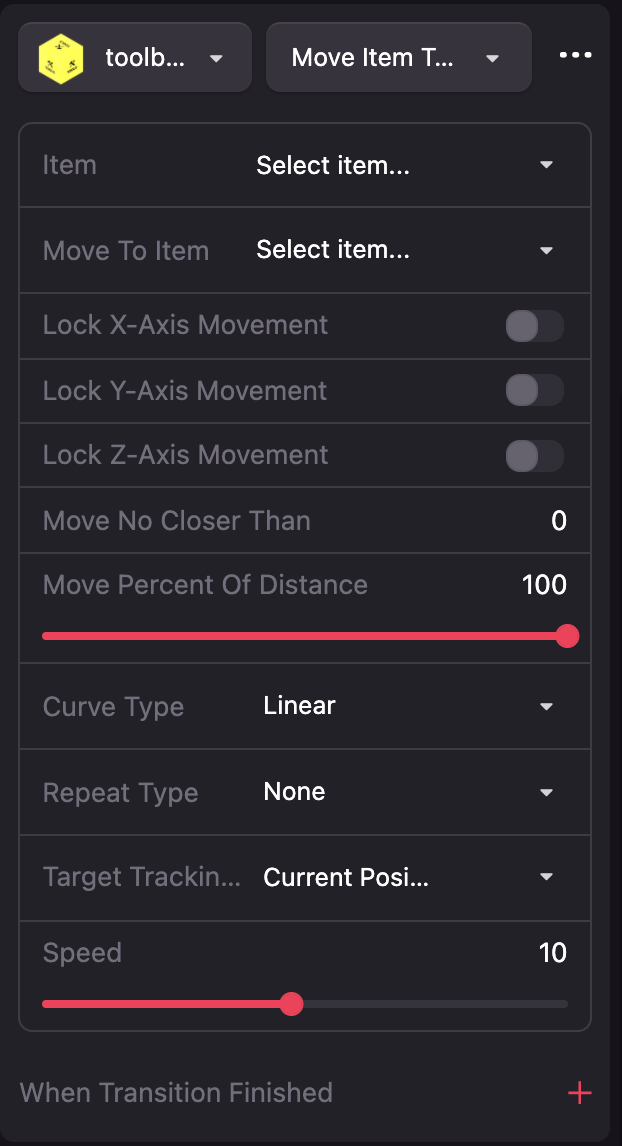 toolb...
Move Item T...
Item Select item...
Move To Item Select item...
Lock X-Axis Movement
Lock Y-Axis Movement
Lock Z-Axis Movement
Move No Closer Than 0
Move Percent Of Distance 100
Curve Type Linear
Repeat Type None
Target Trackin... Current Posi...
Speed 10
When Transition Finished